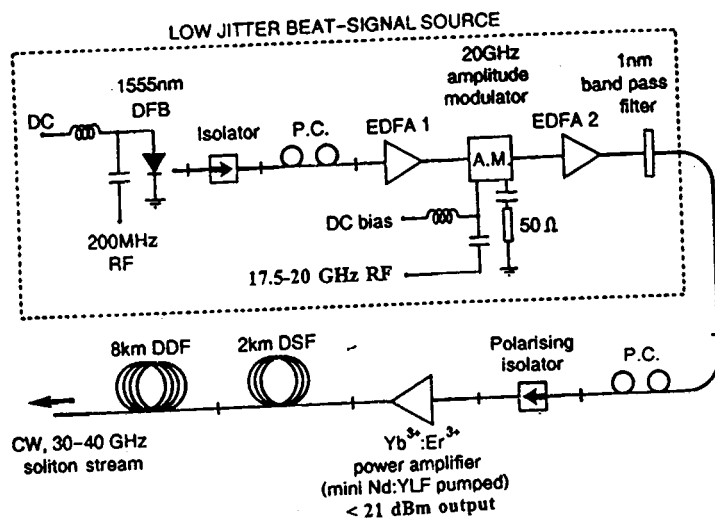 LOW JITTER BEAT-SIGNAL SOURCE
1555nm
DFB
DC
200MHz
RF
Isolator
P.C.
EDFA 1
20GHz
amplitude
modulator
A.M
DC bias
50 Ω
17.5-20 GHz RF
EDFA 2
1nm
band pass
filter
8km DDF
2km DSF
Polarising
isolator
P.C.
CW, 30-40 GHz
soliton stream
Yb³⁺:Er³⁺
power amplifier
(mini Nd:YLF pumped)
< 21 dBm output